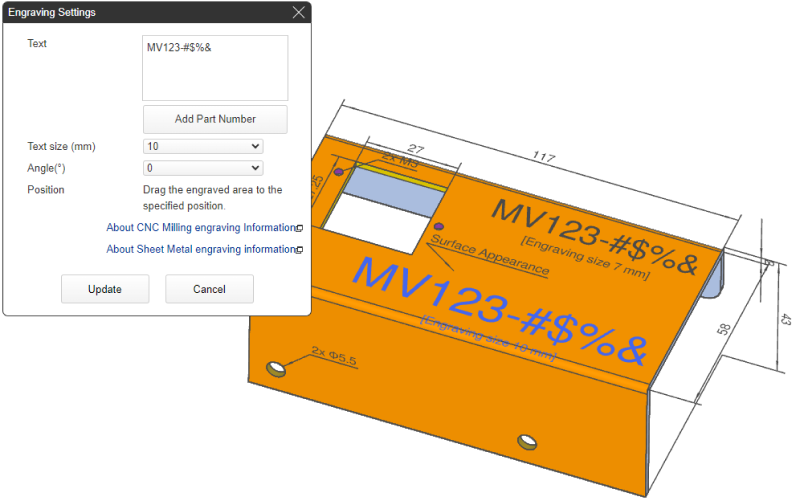 Engraving Settings
Text
MV123-#$%&
Add Part Number
Text size (mm)
10
Angle(°)
0
Position
Drag the engraved area to the
specified position.
About CNC Milling engraving Information
About Sheet Metal engraving information
Update
Cancel
117
27
2x M3
25
MV123-#$%&
[Engraving size 7 mm]
Surface Appearance
MV123-#$%&
[Engraving size 10 mm]
58
43
2x Φ5.5